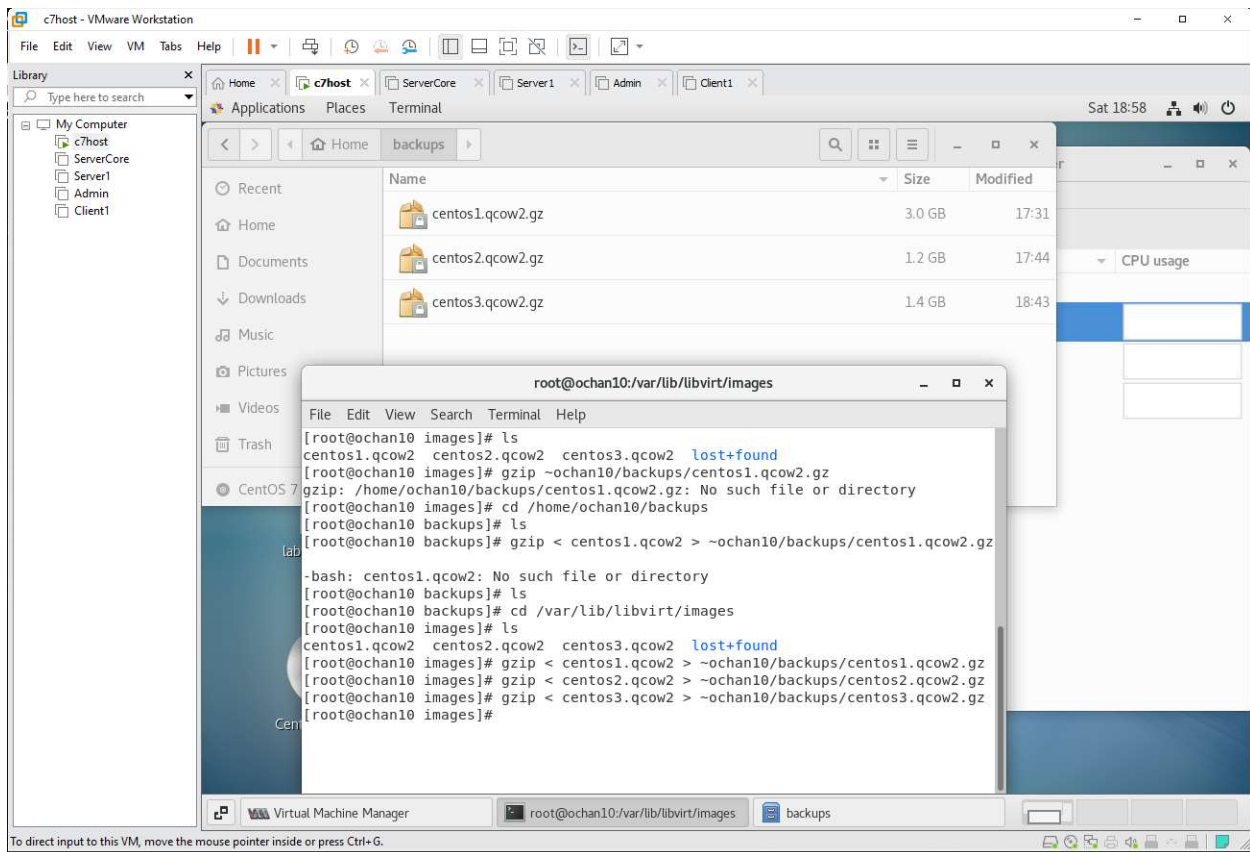 c7host - VMware Workstation
File Edit View VM Tabs Help
Library
Type here to search
My Computer
c7host
ServerCore
Server1
Admin
Client1
Home c7host ServerCore Server1 Admin Client1
Applications Places Terminal Sat 18:58
Home backups
Name Size Modified
Recent
Home
Documents
Downloads
Music
Pictures
Videos
Trash
CentOS 7
centos1.qcow2.gz 3.0 GB 17:31
centos2.qcow2.gz 1.2 GB 17:44
centos3.qcow2.gz 1.4 GB 18:43
CPU usage
lab
Cent
root@ochan10:/var/lib/libvirt/images
File Edit View Search Terminal Help
[root@ochan10 images]# ls
centos1.qcow2 centos2.qcow2 centos3.qcow2 lost+found
[root@ochan10 images]# gzip ~ochan10/backups/centos1.qcow2.gz
gzip: /home/ochan10/backups/centos1.qcow2.gz: No such file or directory
[root@ochan10 images]# cd /home/ochan10/backups
[root@ochan10 backups]# ls
[root@ochan10 backups]# gzip < centos1.qcow2 > ~ochan10/backups/centos1.qcow2.gz
-bash: centos1.qcow2: No such file or directory
[root@ochan10 backups]# ls
[root@ochan10 backups]# cd /var/lib/libvirt/images
[root@ochan10 images]# ls
centos1.qcow2 centos2.qcow2 centos3.qcow2 lost+found
[root@ochan10 images]# gzip < centos1.qcow2 > ~ochan10/backups/centos1.qcow2.gz
[root@ochan10 images]# gzip < centos2.qcow2 > ~ochan10/backups/centos2.qcow2.gz
[root@ochan10 images]# gzip < centos3.qcow2 > ~ochan10/backups/centos3.qcow2.gz
[root@ochan10 images]#
Virtual Machine Manager root@ochan10:/var/lib/libvirt/images backups
To direct input to this VM, move the mouse pointer inside or press Ctrl+G.